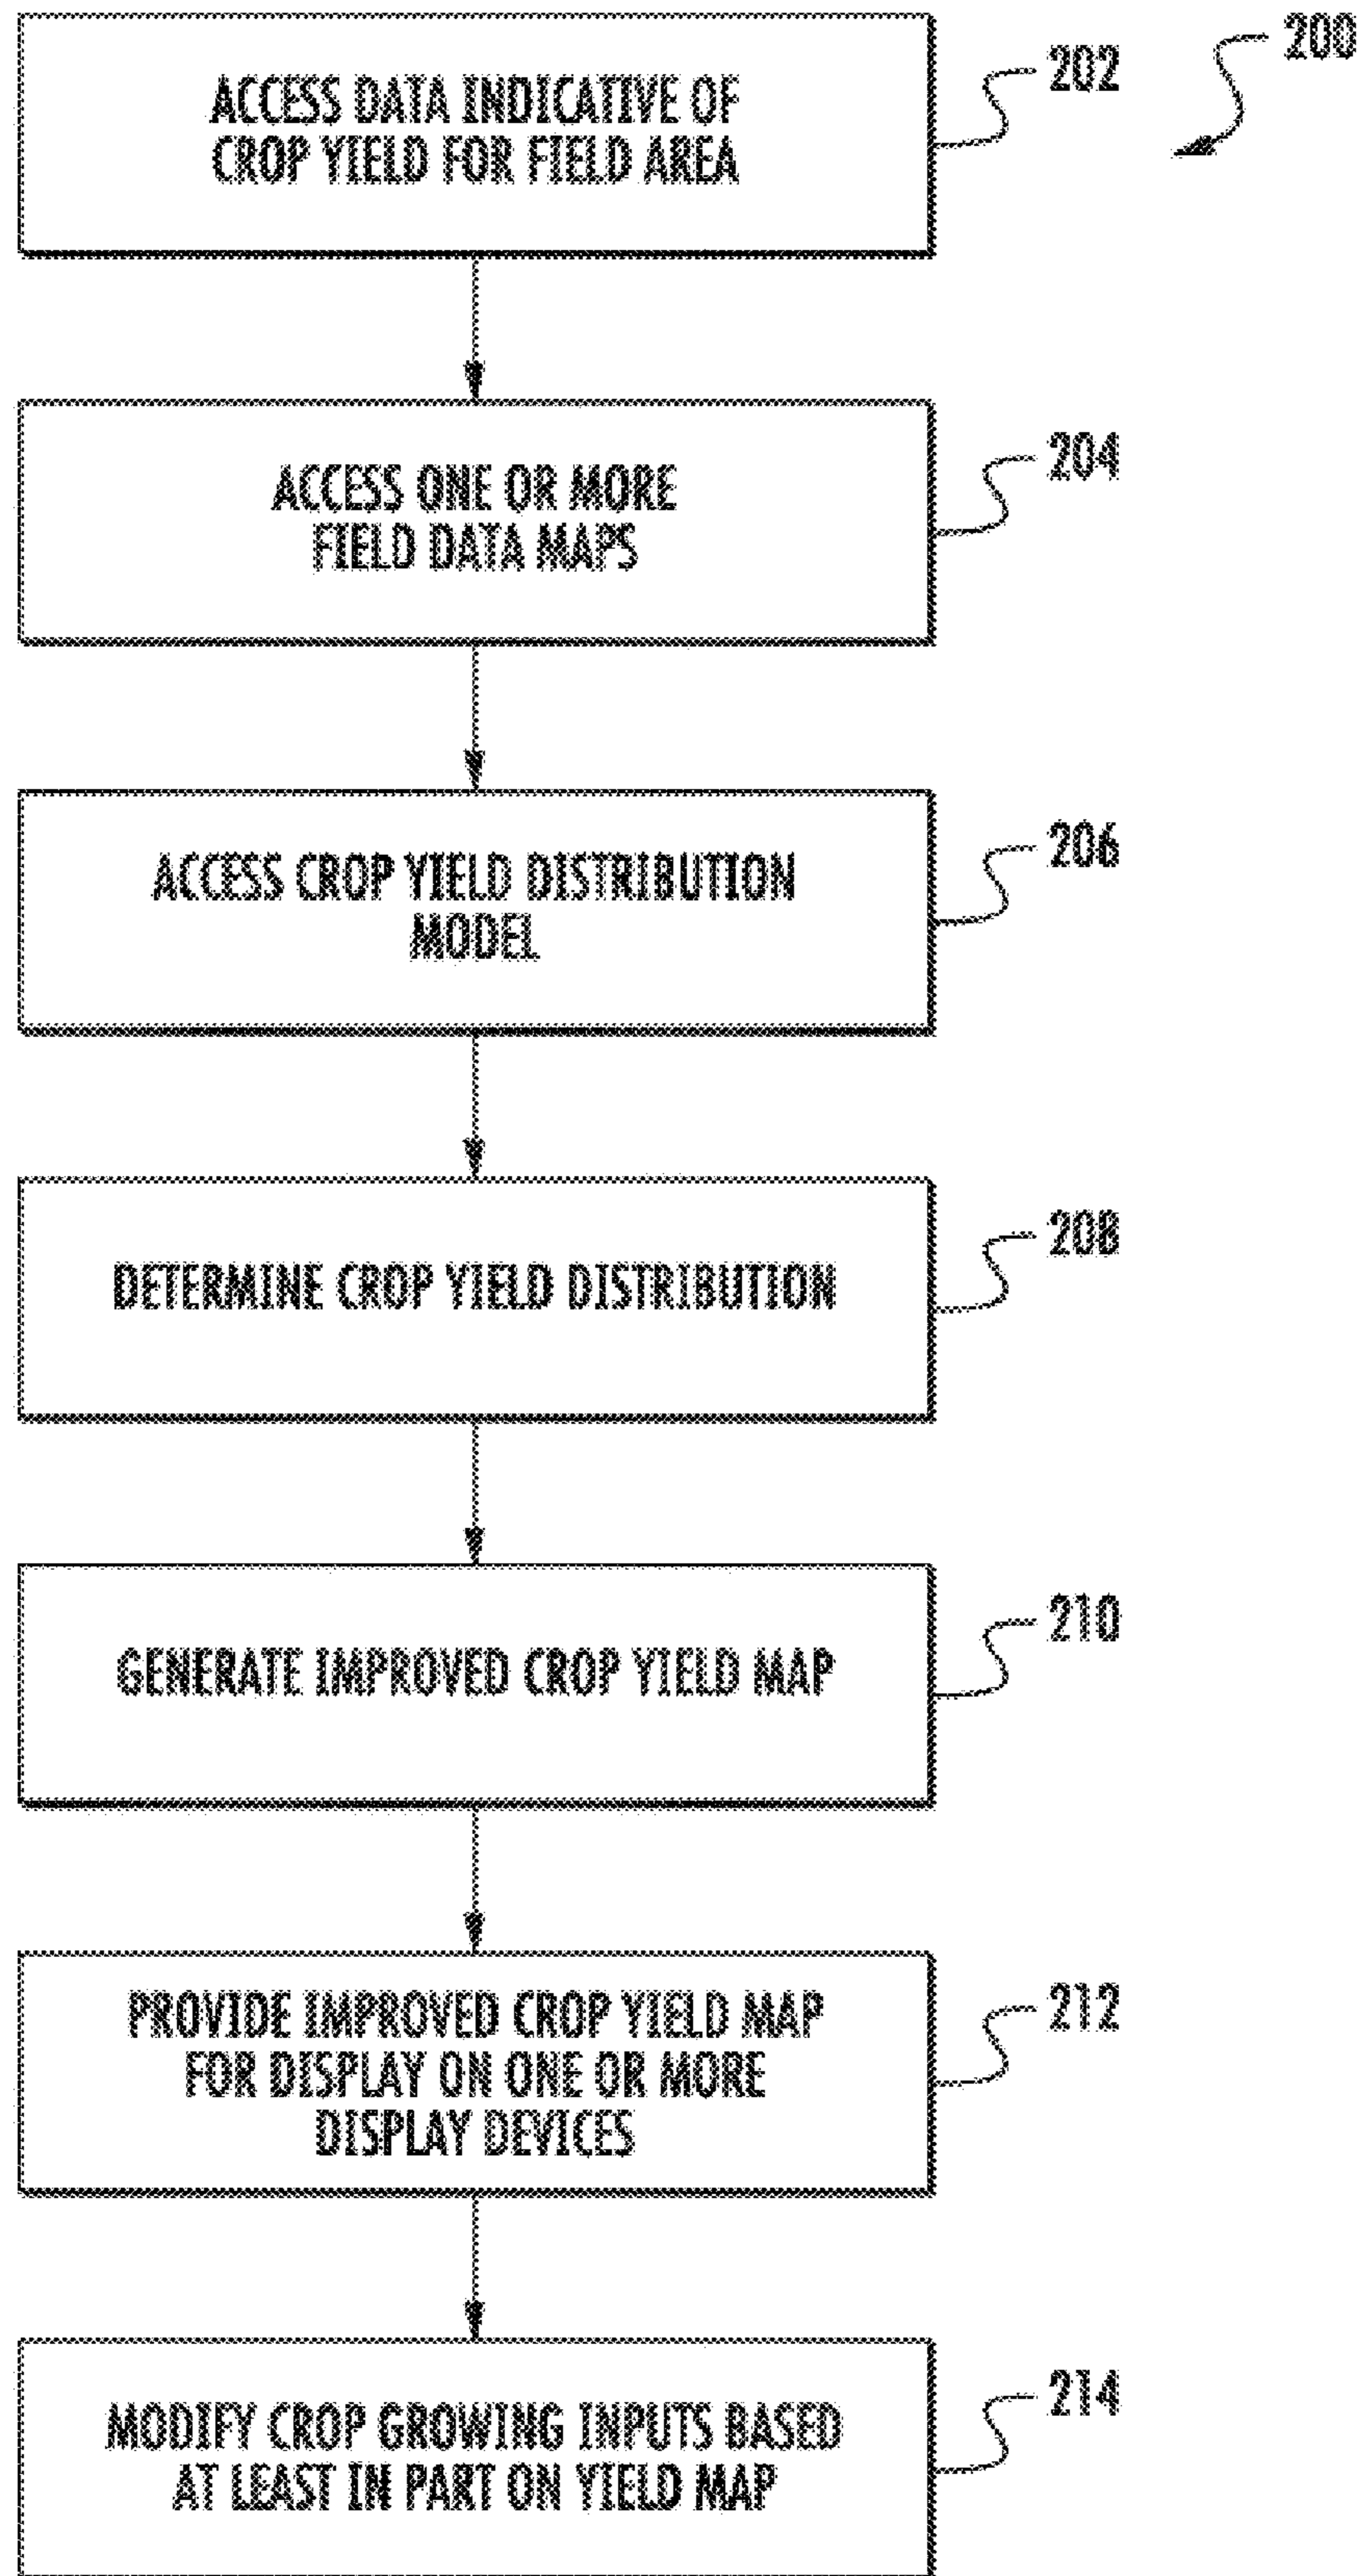 200
ACCESS DATA INDICATIVE OF
CROP YIELD FOR FIELD AREA
202
ACCESS ONE OR MORE
FIELD DATA MAPS
204
ACCESS CROP YIELD DISTRIBUTION
MODEL
206
DETERMINE CROP YIELD DISTRIBUTION
208
GENERATE IMPROVED CROP YIELD MAP
210
PROVIDE IMPROVED CROP YIELD MAP
FOR DISPLAY ON ONE OR MORE
DISPLAY DEVICES
212
MODIFY CROP GROWING INPUTS BASED
AT LEAST IN PART ON YIELD MAP
214